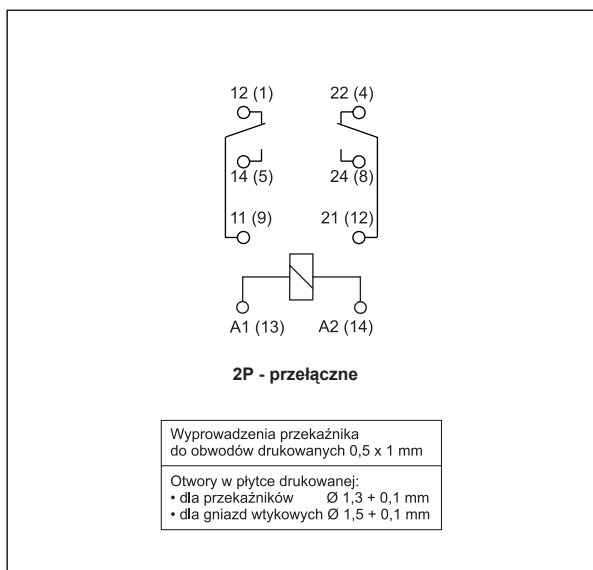 12 (1) 22 (4)
14 (5) 24 (8)
11 (9) 21 (12)
A1 (13) A2 (14)
2P - przełączne
Wyprowadzenia przekaźnika
do obwodów drukowanych 0,5 x 1 mm
Otwory w płytce drukowanej:
• dla przekaźników Ø 1,3 + 0,1 mm
• dla gniazd wtykowych Ø 1,5 + 0,1 mm